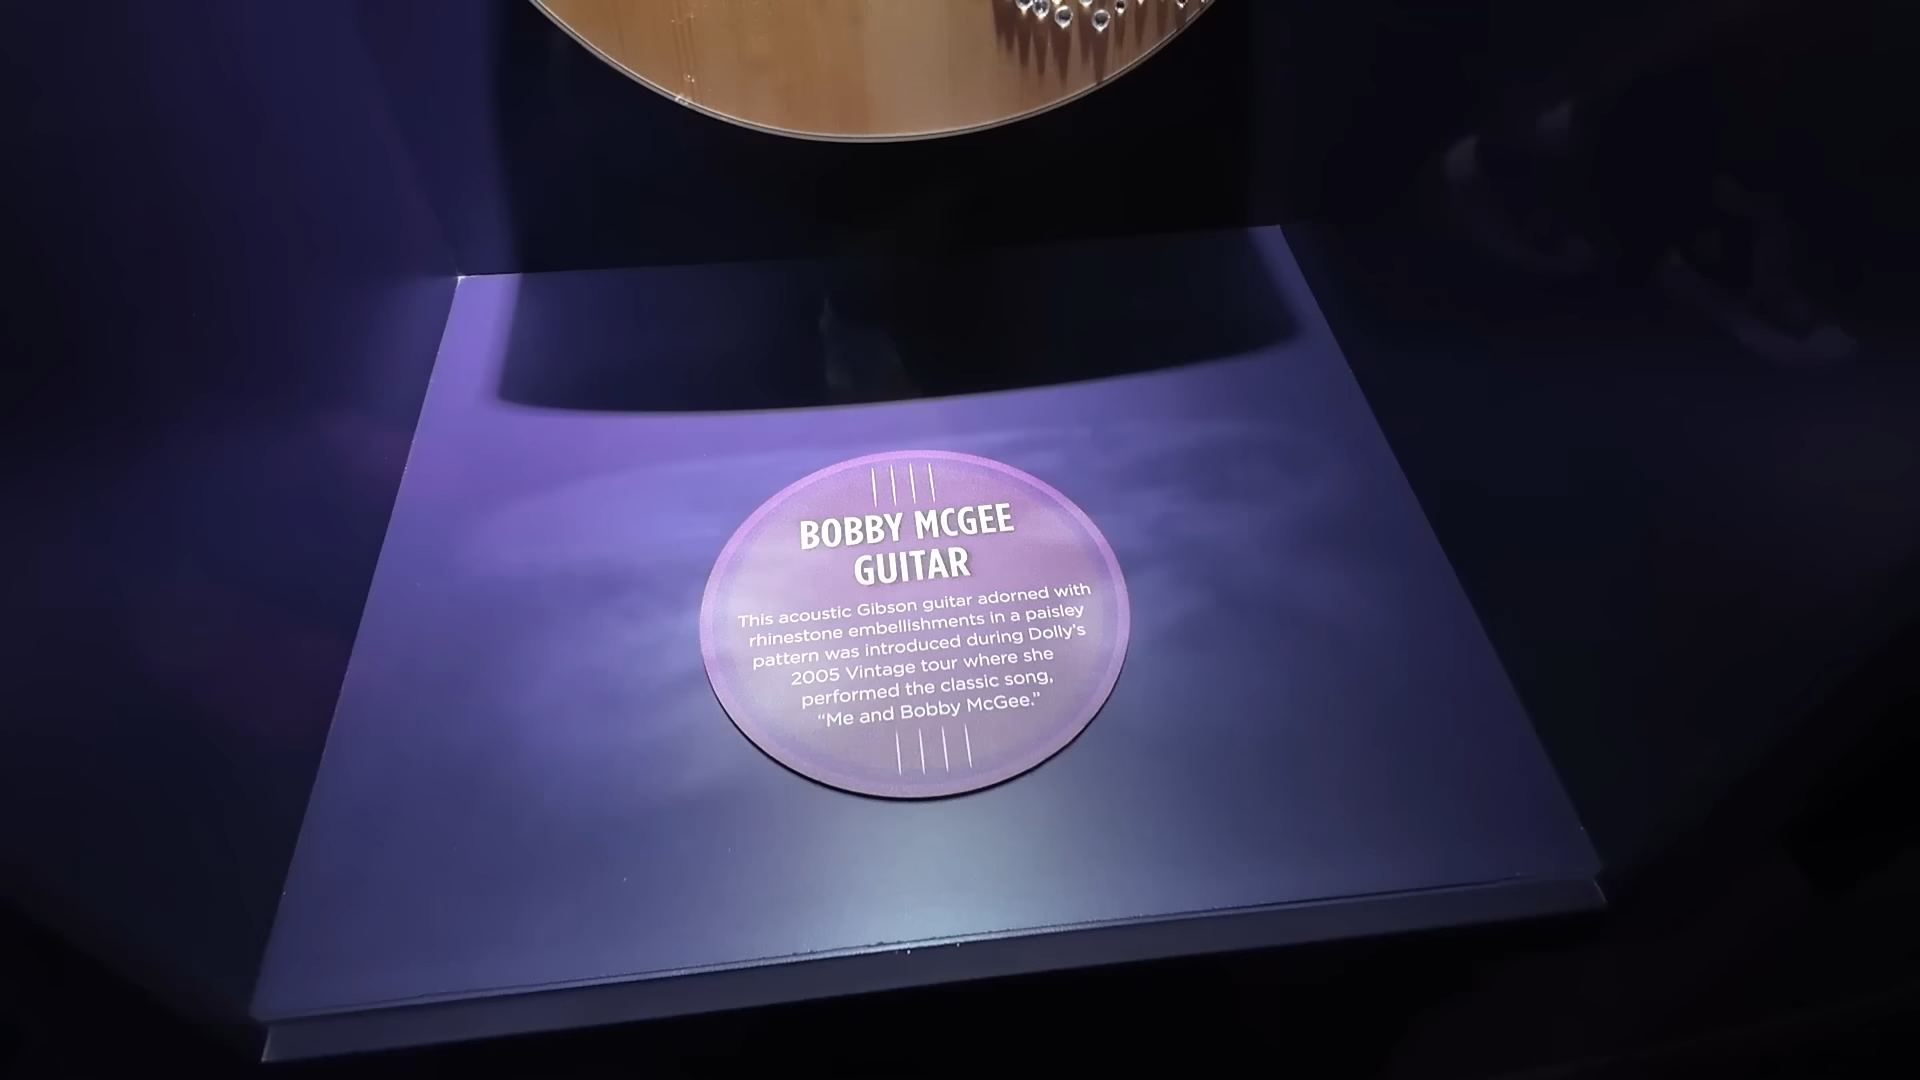 BOBBY MCGEE
GUITAR
This acoustic Gibson guitar adorned with
rhinestone embellishments in a paisley
pattern was introduced during Dolly's
2005 Vintage tour where she
performed the classic song,
“Me and Bobby McGee.”